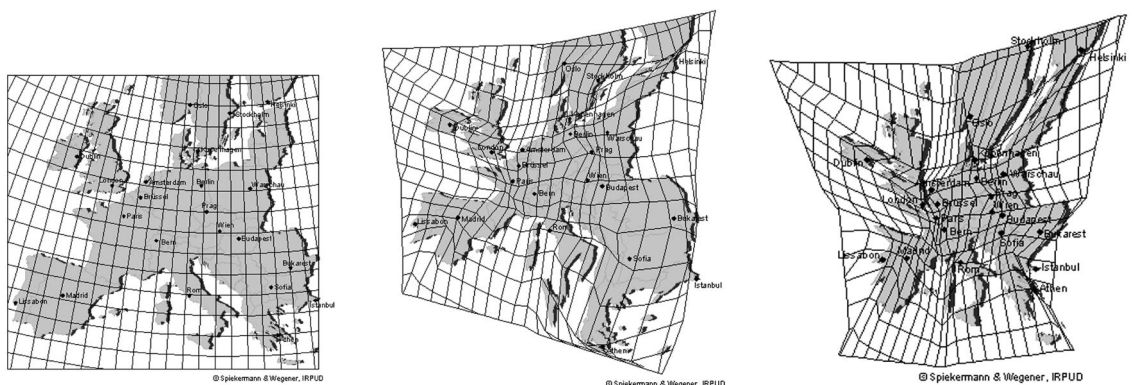 Oslo
Helsinki
Stockholm
Kopenhagen
Dublin
London
Amsterdam
Berlin
Warschau
Brüssel
Paris
Prag
Wien
Bern
Budapest
Bukarest
Lissabon
Madrid
Rom
Sofia
Istanbul
Athen
© Spiekermann & Wegener, IRPUD
Oslo
Helsinki
Stockholm
Kopenhagen
Dublin
Berlin
Warschau
London
Amsterdam
Prag
Brüssel
Paris
Wien
Bern
Budapest
Lissabon
Madrid
Rom
Bukarest
Sofia
Istanbul
Athen
© Spiekermann & Wegener, IRPUD
Stockholm
Helsinki
Oslo
Kopenhagen
Dublin
Amsterdam
Berlin
Warschau
London
Brüssel
Prag
Wien
Paris
Budapest
Bern
Bukarest
Sofia
Lissabon
Madrid
Rom
Istanbul
Athen
© Spiekermann & Wegener, IRPUD